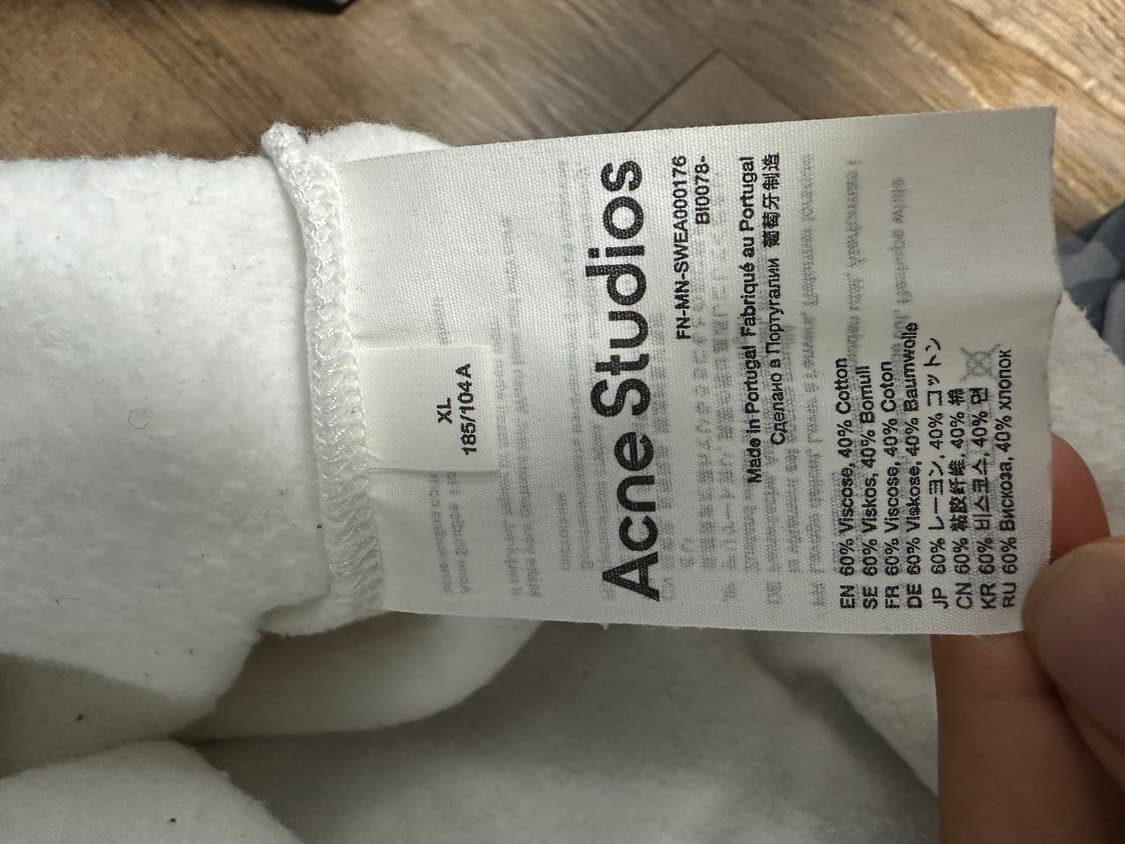 XL
185/104A
Acne Studios
FN-MN-SWEA000176
BI0078-
Made in Portugal Fabriqué au Portugal
Сделано в Португалии 葡萄牙制造
EN 60% Viscose, 40% Cotton
SE 60% Viskos, 40% Bomull
FR 60% Viscose, 40% Coton
DE 60% Viskose, 40% Baumwolle
JP 60% レーヨン, 40% コットン
CN 60% 粘胶纤维, 40% 棉
KR 60% 비스코스, 40% 면
RU 60% Вискоза, 40% хлопок